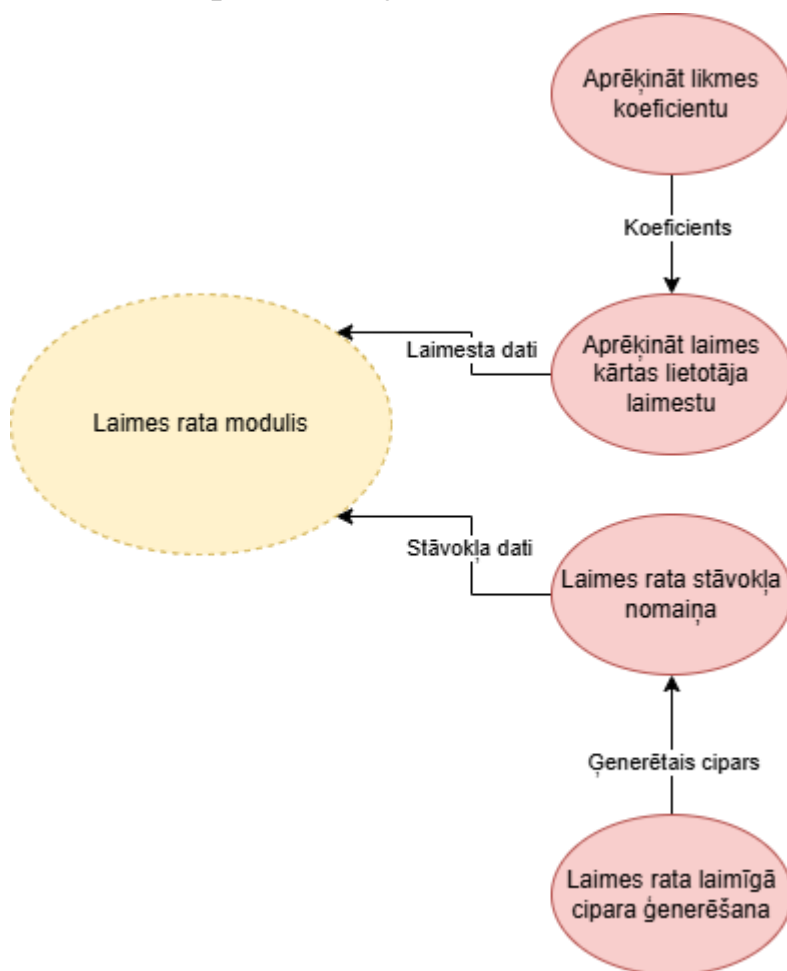 Aprēķināt likmes
koeficientu
Koeficients
Laimesta dati
Aprēķināt laimes
kārtas lietotāja
laimestu
Laimes rata modulis
Stāvokļa dati
Laimes rata stāvokļa
nomaiņa
Ģenerētais cipars
Laimes rata laimīgā
cipara ģenerēšana